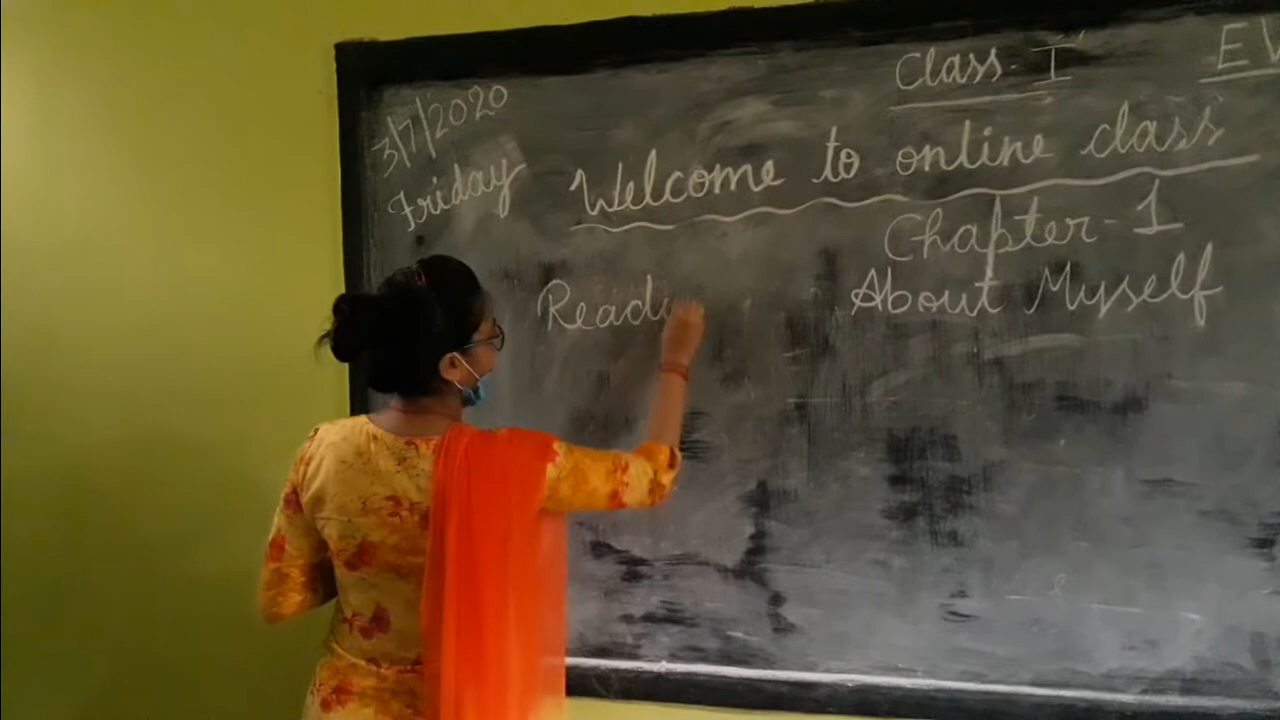 3/7/2020
Friday
Class - I
Welcome to online class
Chapter - 1
About Myself